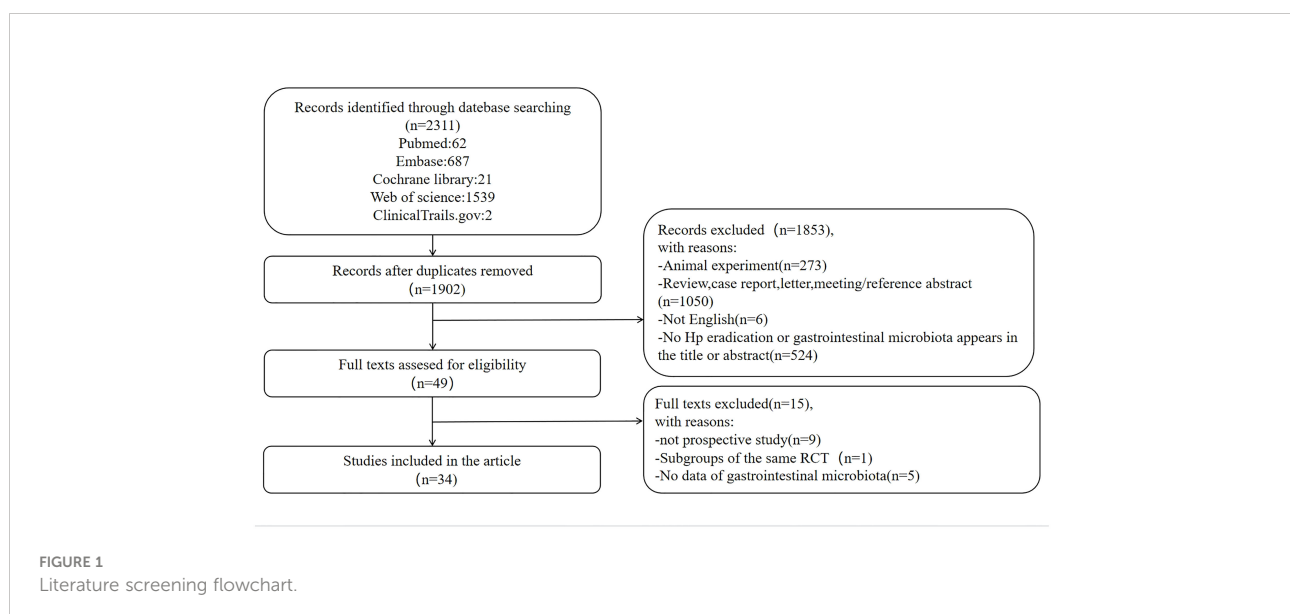 Records identified through datebase searching
(n=2311)
Pubmed:62
Embase:687
Cochrane library:21
Web of science:1539
ClinicalTrails.gov:2
Records after duplicates removed
(n=1902)
Records excluded (n=1853),
with reasons:
-Animal experiment(n=273)
-Review,case report,letter,meeting/reference abstract
(n=1050)
-Not English(n=6)
-No Hp eradication or gastrointestinal microbiota appears in
the title or abstract(n=524)
Full texts assesed for eligibility
(n=49)
Full texts excluded(n=15),
with reasons:
-not prospective study(n=9)
-Subgroups of the same RCT (n=1)
-No data of gastrointestinal microbiota(n=5)
Studies included in the article
(n=34)
FIGURE 1
Literature screening flowchart.